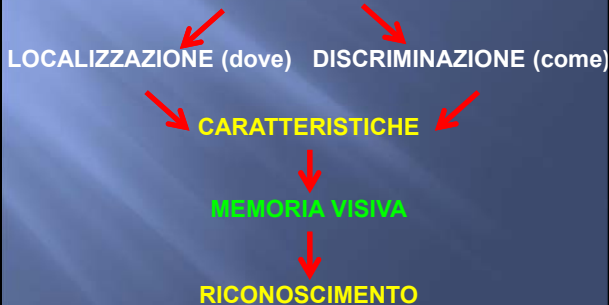 LOCALIZZAZIONE (dove) DISCRIMINAZIONE (come)
CARATTERISTICHE
MEMORIA VISIVA
RICONOSCIMENTO